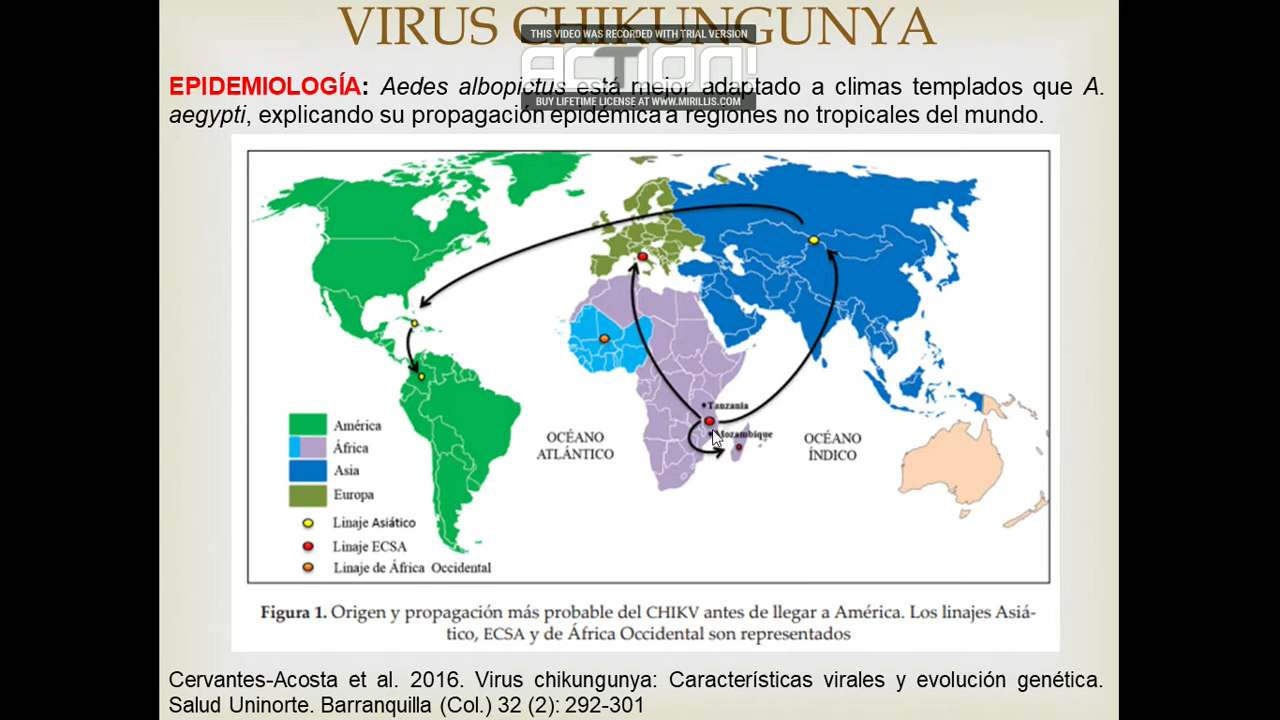 VIRUS CHIKUNGUNYA
THIS VIDEO WAS RECORDED WITH TRIAL VERSION
ACTION!
BUY LIFETIME LICENSE AT WWW.MIRILLIS.COM
EPIDEMIOLOGÍA: Aedes albopictus está mejor adaptado a climas templados que A.
aegypti, explicando su propagación epidémica a regiones no tropicales del mundo.
Tanzania
Mozambique
OCÉANO
ATLÁNTICO
OCÉANO
ÍNDICO
América
África
Asia
Europa
Linaje Asiático
Linaje ECSA
Linaje de África Occidental
Figura 1. Origen y propagación más probable del CHIKV antes de llegar a América. Los linajes Asiá-
tico, ECSA y de África Occidental son representados
Cervantes-Acosta et al. 2016. Virus chikungunya: Características virales y evolución genética.
Salud Uninorte. Barranquilla (Col.) 32 (2): 292-301